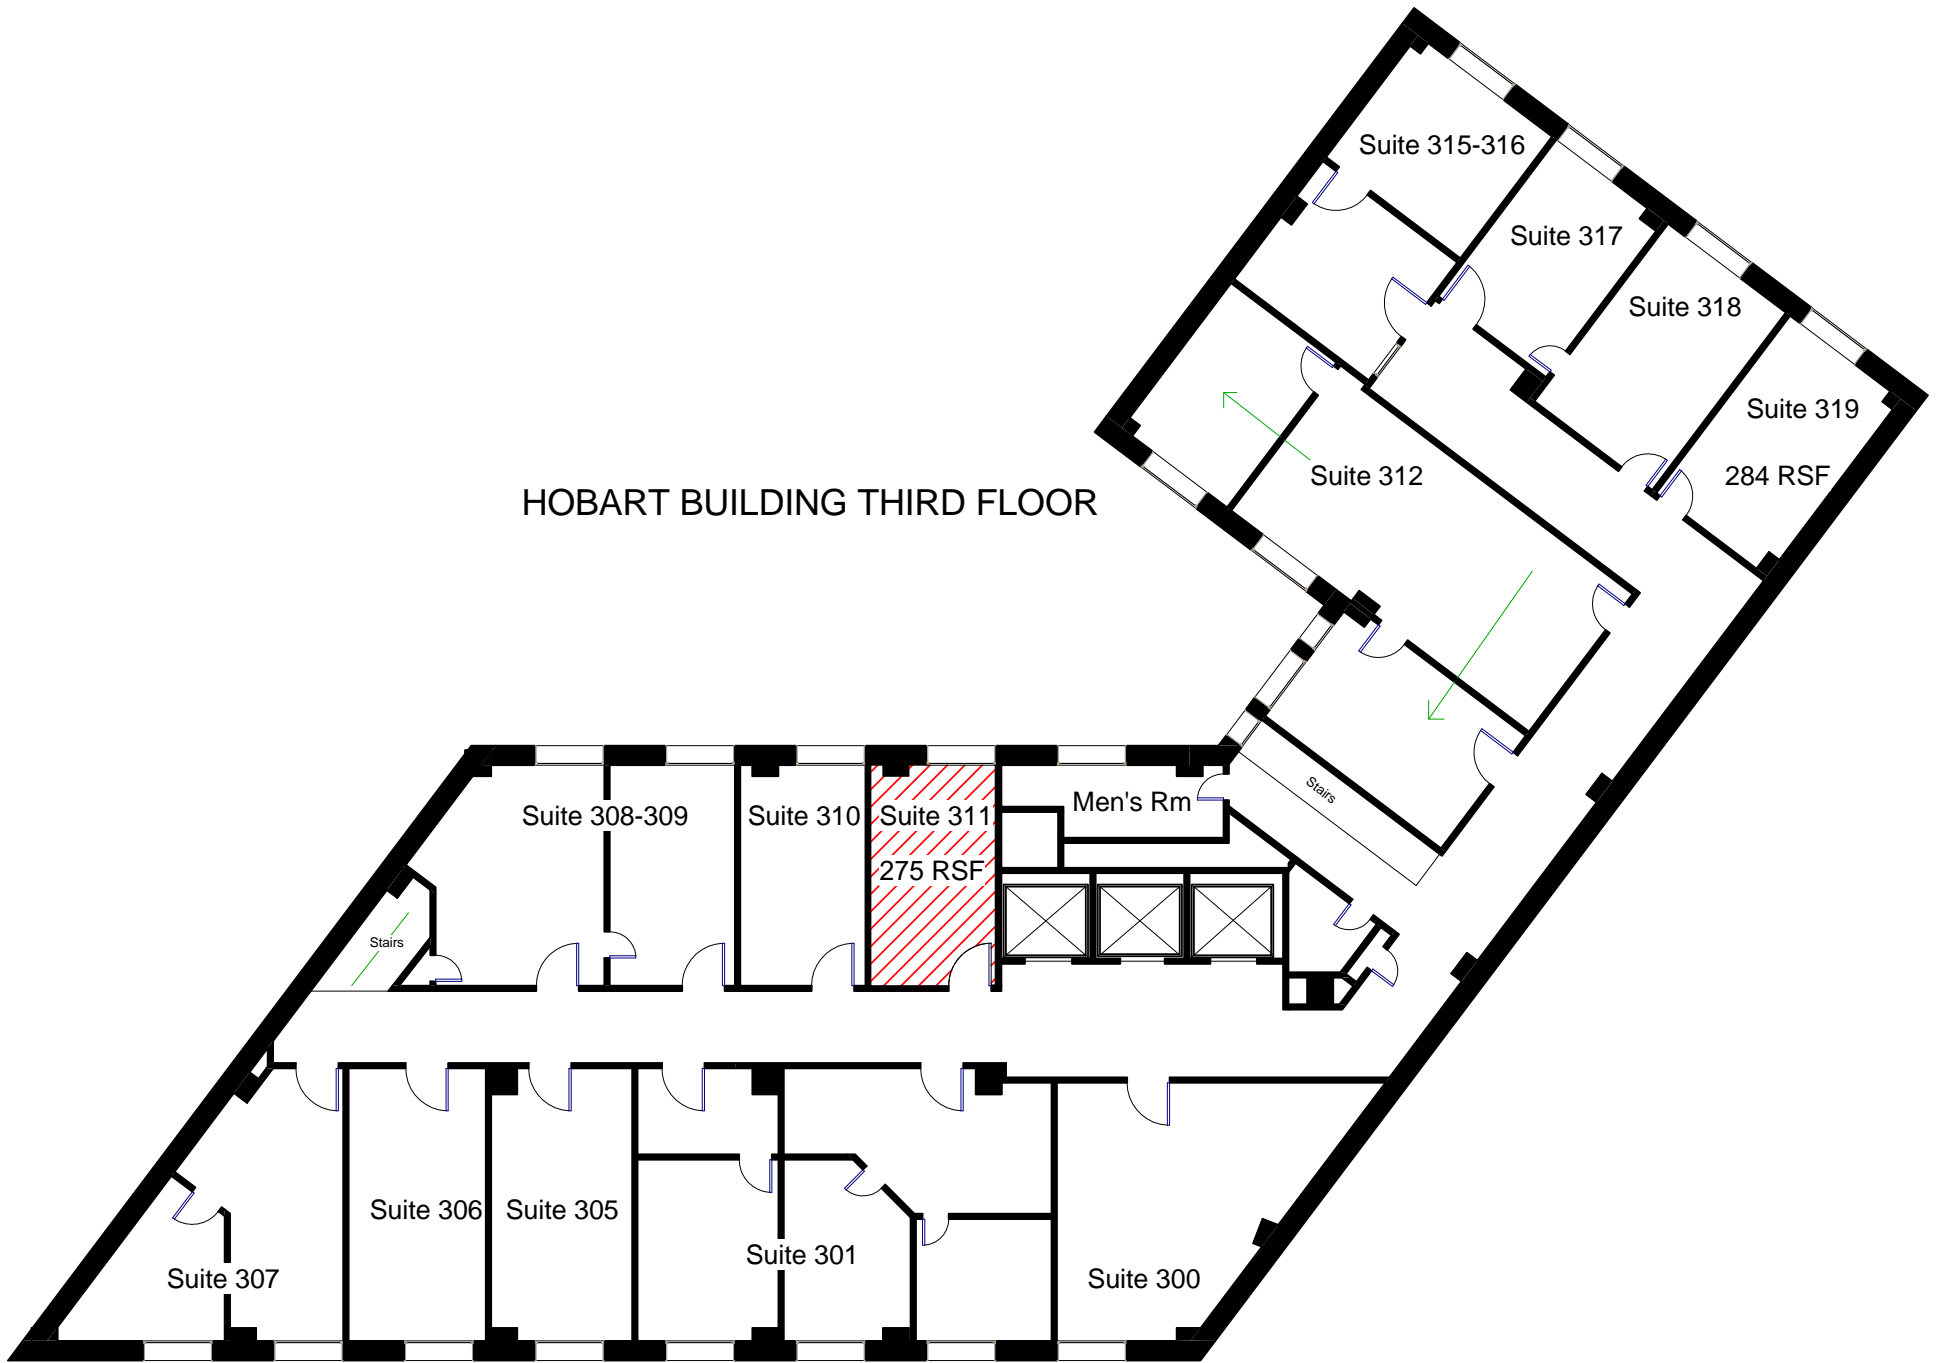 Suite 315-316
Suite 317
Suite 318
Suite 319
284 RSF
Suite 312
HOBART BUILDING THIRD FLOOR
Stairs
Men's Rm
Suite 308-309
Suite 310
Suite 311
275 RSF
Stairs
Suite 306
Suite 305
Suite 301
Suite 307
Suite 300